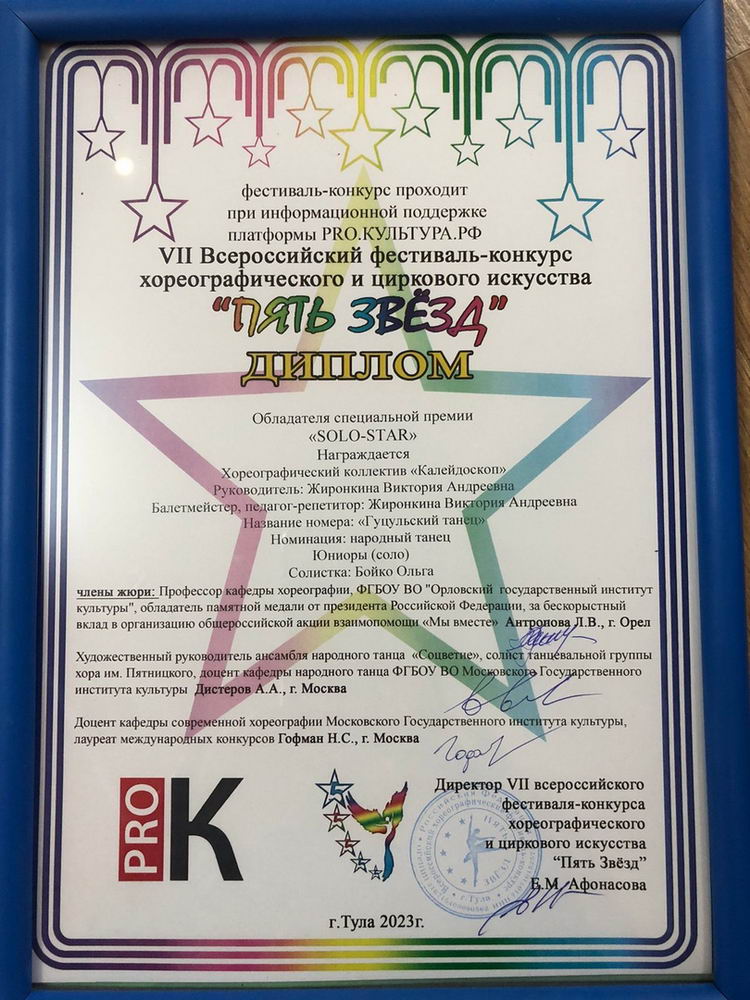 фестиваль-конкурс проходит
при информационной поддержке
платформы PRO.КУЛЬТУРА.РФ
VII Всероссийский фестиваль-конкурс
хореографического и циркового искусства
"ПЯТЬ ЗВЁЗД"
ДИПЛОМ
Обладателя специальной премии
«SOLO-STAR»
Награждается
Хореографический коллектив «Калейдоскоп»
Руководитель: Жиронкина Виктория Андреевна
Балетмейстер, педагог-репетитор: Жиронкина Виктория Андреевна
Название номера: «Гуцульский танец»
Номинация: народный танец
Юниоры (соло)
Солистка: Бойко Ольга
члены жюри: Профессор кафедры хореографии, ФГБОУ ВО "Орловский государственный институт
культуры", обладатель памятной медали от президента Российской Федерации, за бескорыстный
вклад в организацию общероссийской акции взаимопомощи «Мы вместе» Антропова Л.В., г. Орел
Художественный руководитель ансамбля народного танца «Соцветие», солист танцевальной группы
хора им. Пятницкого, доцент кафедры народного танца ФГБОУ ВО Московского Государственного
института культуры Дистеров А.А., г. Москва
Доцент кафедры современной хореографии Московского Государственного института культуры,
лауреат международных конкурсов Гофман Н.С., г. Москва
PRO К
5
Директор VII всероссийского
фестиваля-конкурса
хореографического
и циркового искусства
"Пять Звёзд"
Б.М. Афонасова
ПЯТЬ
ЗВЁЗД
г.Тула
г.Тула 2023г.